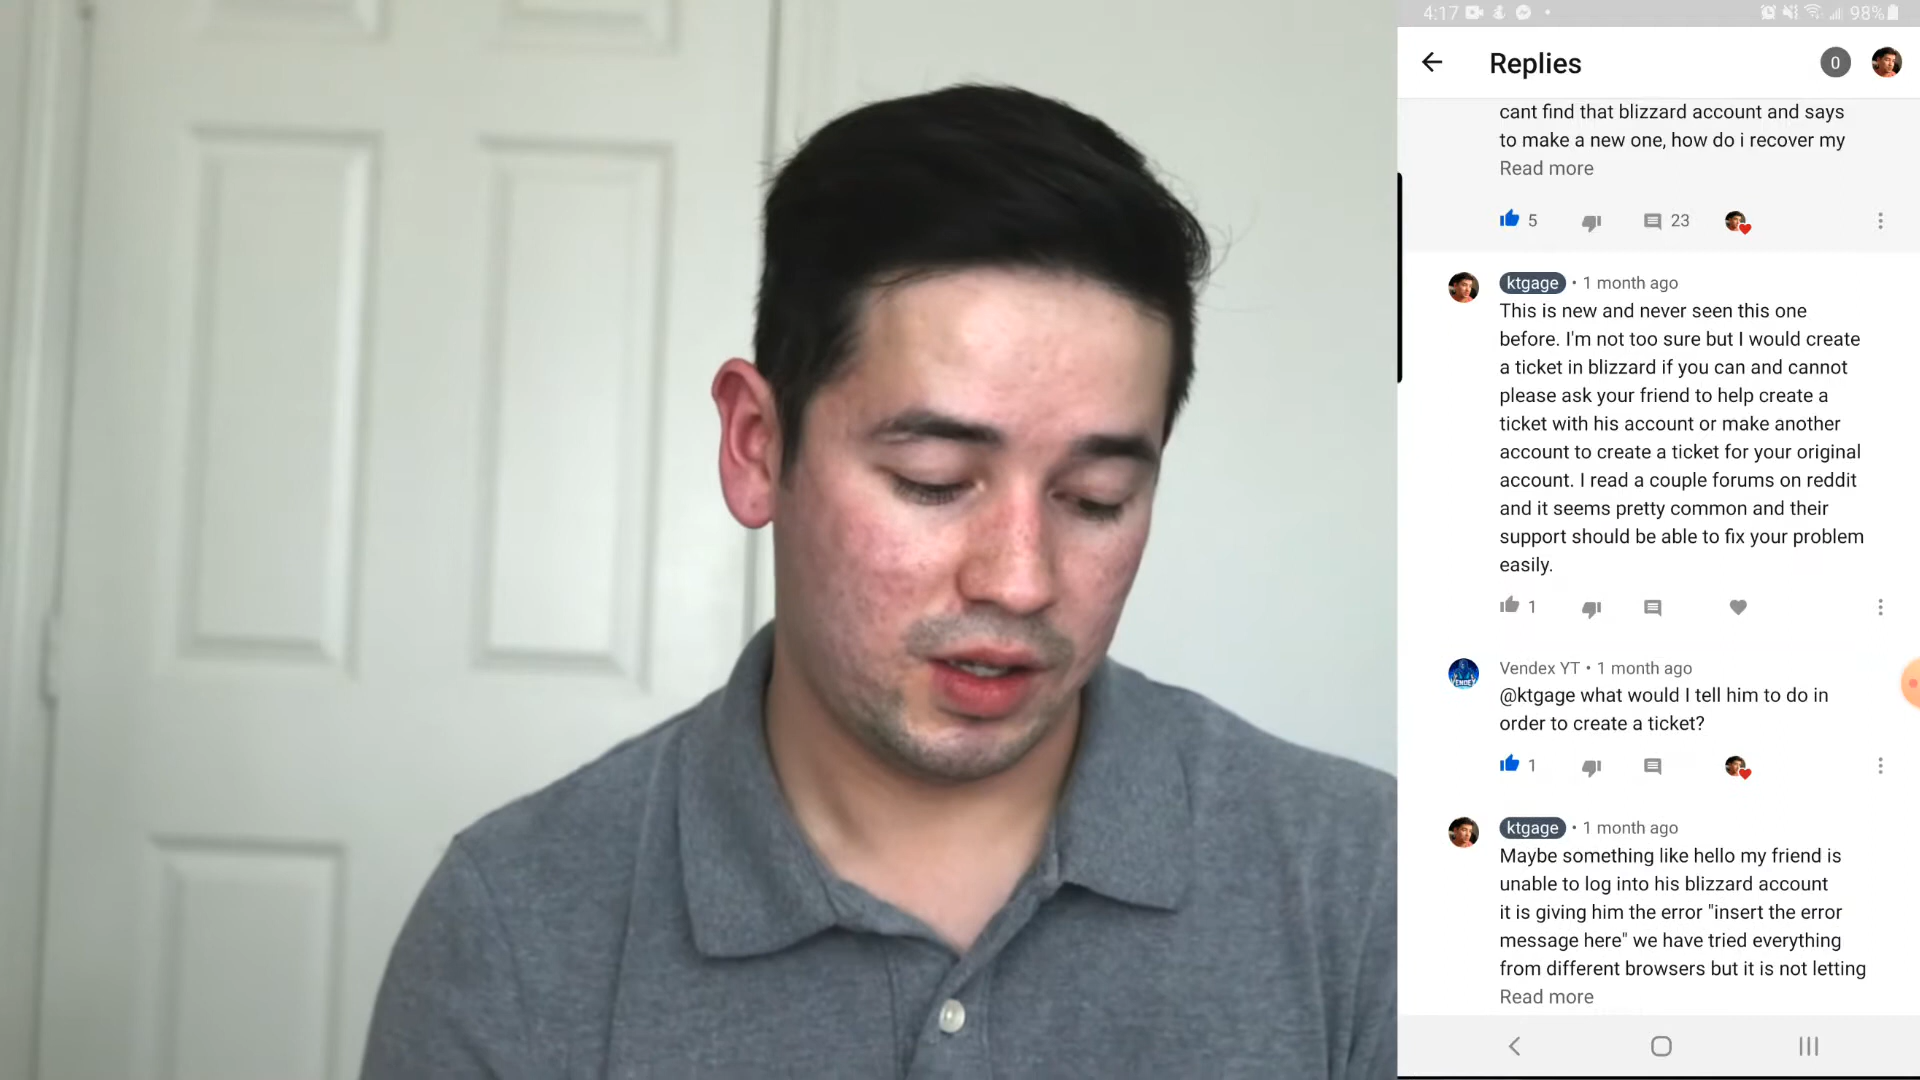 4:17
98%
Replies
0
cant find that blizzard account and says
to make a new one, how do i recover my
Read more
5
23
ktgage • 1 month ago
This is new and never seen this one
before. I'm not too sure but I would create
a ticket in blizzard if you can and cannot
please ask your friend to help create a
ticket with his account or make another
account to create a ticket for your original
account. I read a couple forums on reddit
and it seems pretty common and their
support should be able to fix your problem
easily.
1
Vendex YT • 1 month ago
@ktgage what would I tell him to do in
order to create a ticket?
1
ktgage • 1 month ago
Maybe something like hello my friend is
unable to log into his blizzard account
it is giving him the error "insert the error
message here" we have tried everything
from different browsers but it is not letting
Read more